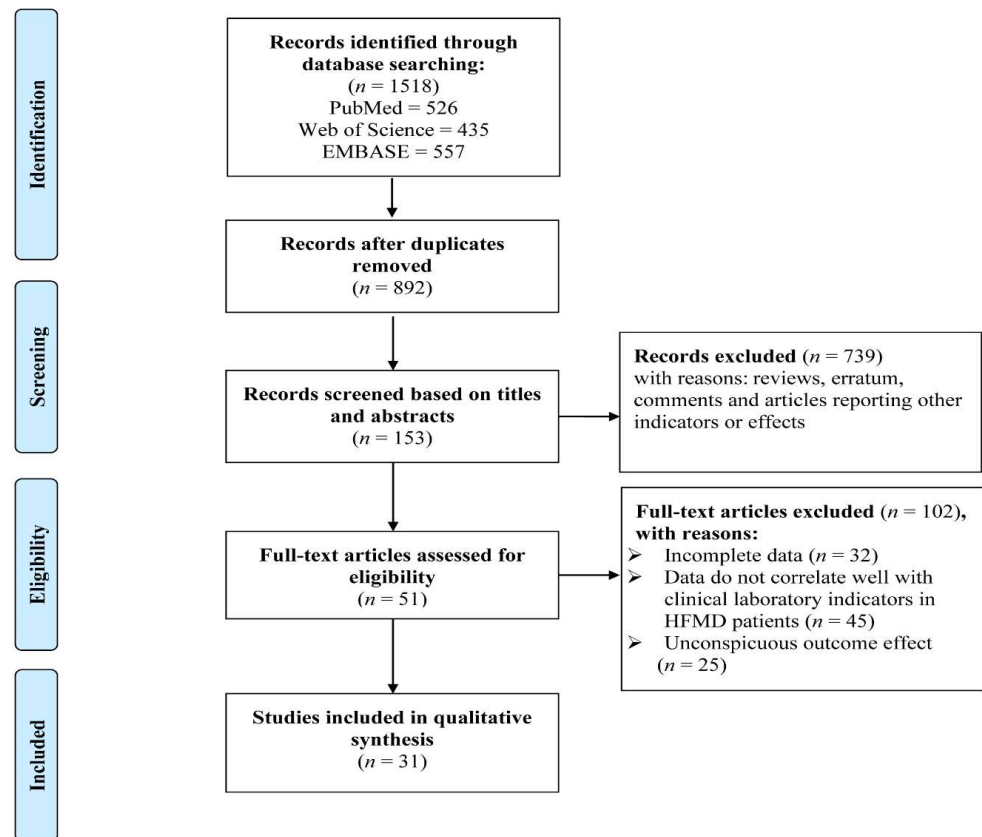 Identification
Records identified through
database searching:
(n = 1518)
PubMed = 526
Web of Science = 435
EMBASE = 557
Records after duplicates
removed
(n = 892)
Screening
Records screened based on titles
and abstracts
(n = 153)
Records excluded (n = 739)
with reasons: reviews, erratum,
comments and articles reporting other
indicators or effects
Eligibility
Full-text articles assessed for
eligibility
(n = 51)
Full-text articles excluded (n = 102),
with reasons:
➢ Incomplete data (n = 32)
➢ Data do not correlate well with
clinical laboratory indicators in
HFMD patients (n = 45)
➢ Unconspicuous outcome effect
(n = 25)
Included
Studies included in qualitative
synthesis
(n = 31)